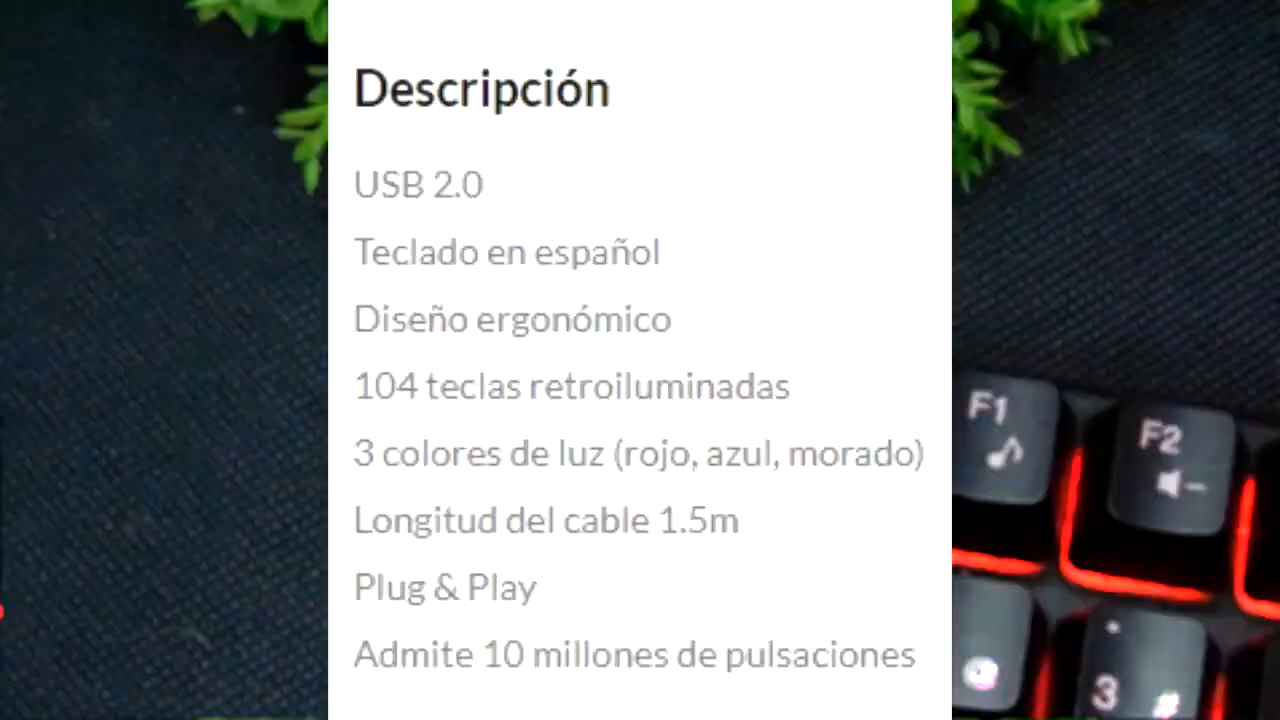 Descripción
USB 2.0
Teclado en español
Diseño ergonómico
104 teclas retroiluminadas
3 colores de luz (rojo, azul, morado)
Longitud del cable 1.5m
Plug & Play
Admite 10 millones de pulsaciones
F1
F2
@
3 #